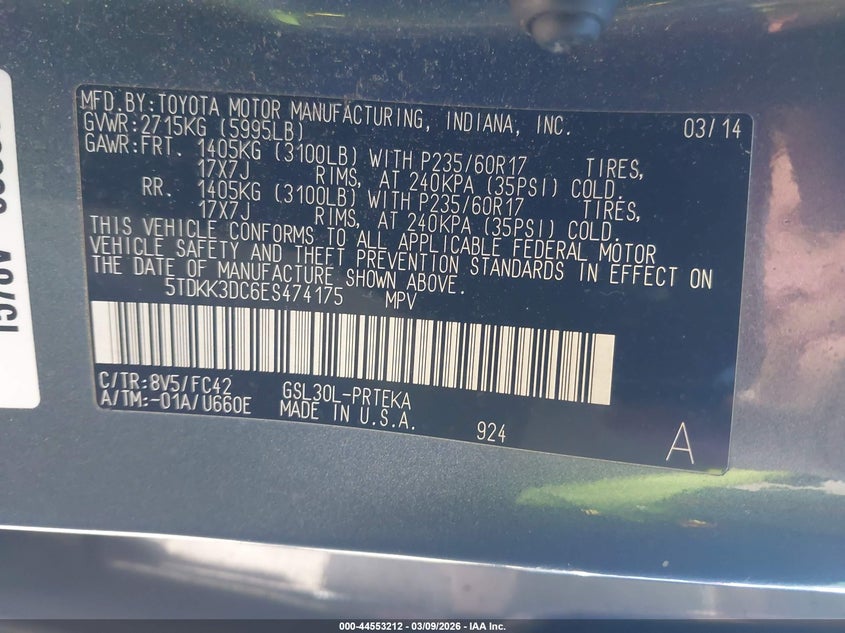 MFD.BY:TOYOTA MOTOR MANUFACTURING, INDIANA, INC. 03/14
GVWR:2715KG (5995LB)
GAWR:FRT. 1405KG (3100LB) WITH P235/60R17 TIRES,
17X7J RIMS, AT 240KPA (35PSI) COLD.
RR. 1405KG (3100LB) WITH P235/60R17 TIRES,
17X7J RIMS, AT 240KPA (35PSI) COLD.
THIS VEHICLE CONFORMS TO ALL APPLICABLE FEDERAL MOTOR
VEHICLE SAFETY AND THEFT PREVENTION STANDARDS IN EFFECT ON
THE DATE OF MANUFACTURE SHOWN ABOVE.
5TDKK3DC6ES474175 MPV
C/TR:8V5/FC42 GSL30L-PRTEKA
A/TM:-01A/U660E MADE IN U.S.A. 924 A
000-44553212 - 03/09/2026 - IAA Inc.